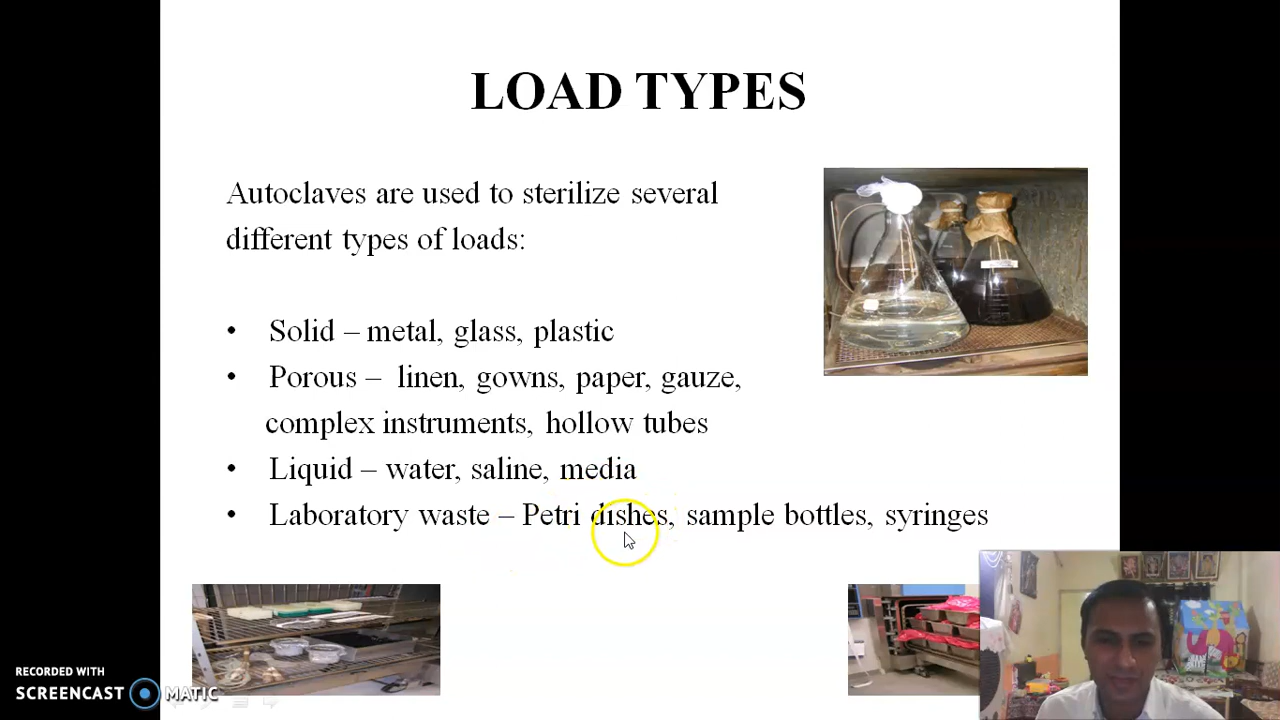 LOAD TYPES
Autoclaves are used to sterilize several
different types of loads:
• Solid – metal, glass, plastic
• Porous – linen, gowns, paper, gauze,
complex instruments, hollow tubes
• Liquid – water, saline, media
• Laboratory waste – Petri dishes, sample bottles, syringes
RECORDED WITH
SCREENCAST MATIC